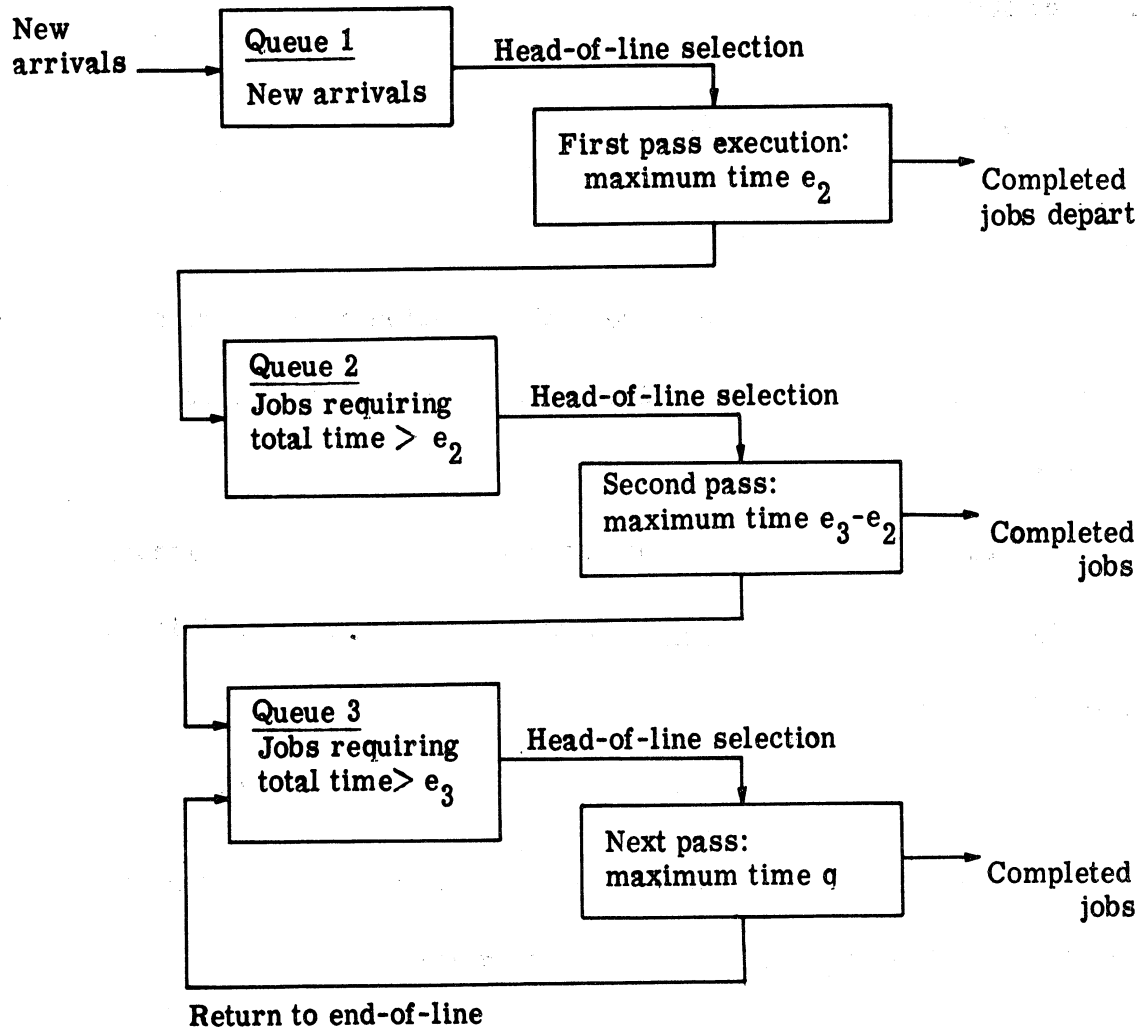 New
arrivals
Queue 1
New arrivals
Head-of-line selection
First pass execution:
maximum time e₂
Completed
jobs depart
Queue 2
Jobs requiring
total time > e₂
Head-of-line selection
Second pass:
maximum time e₃-e₂
Completed
jobs
Queue 3
Jobs requiring
total time> e₃
Head-of-line selection
Next pass:
maximum time q
Completed
jobs
Return to end-of-line